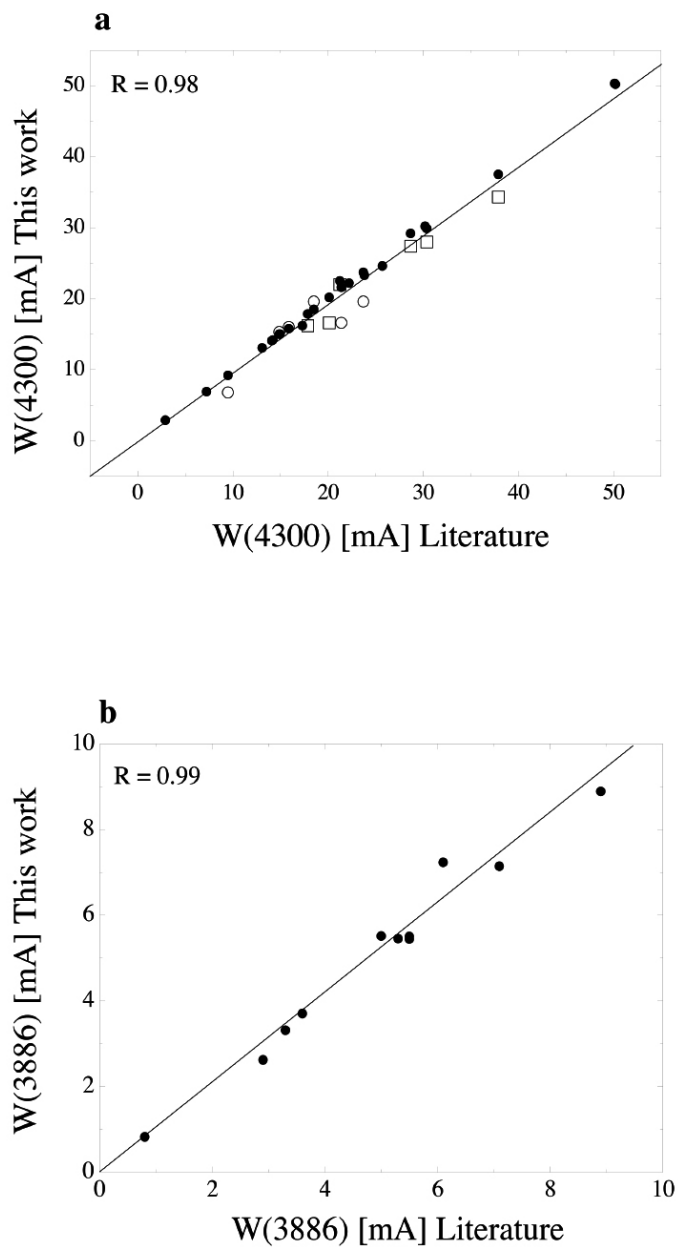 a
R = 0.98
W(4300) [mA] This work
50
40
30
20
10
0
0 10 20 30 40 50
W(4300) [mA] Literature
b
R = 0.99
W(3886) [mA] This work
10
8
6
4
2
0
0 2 4 6 8 10
W(3886) [mA] Literature